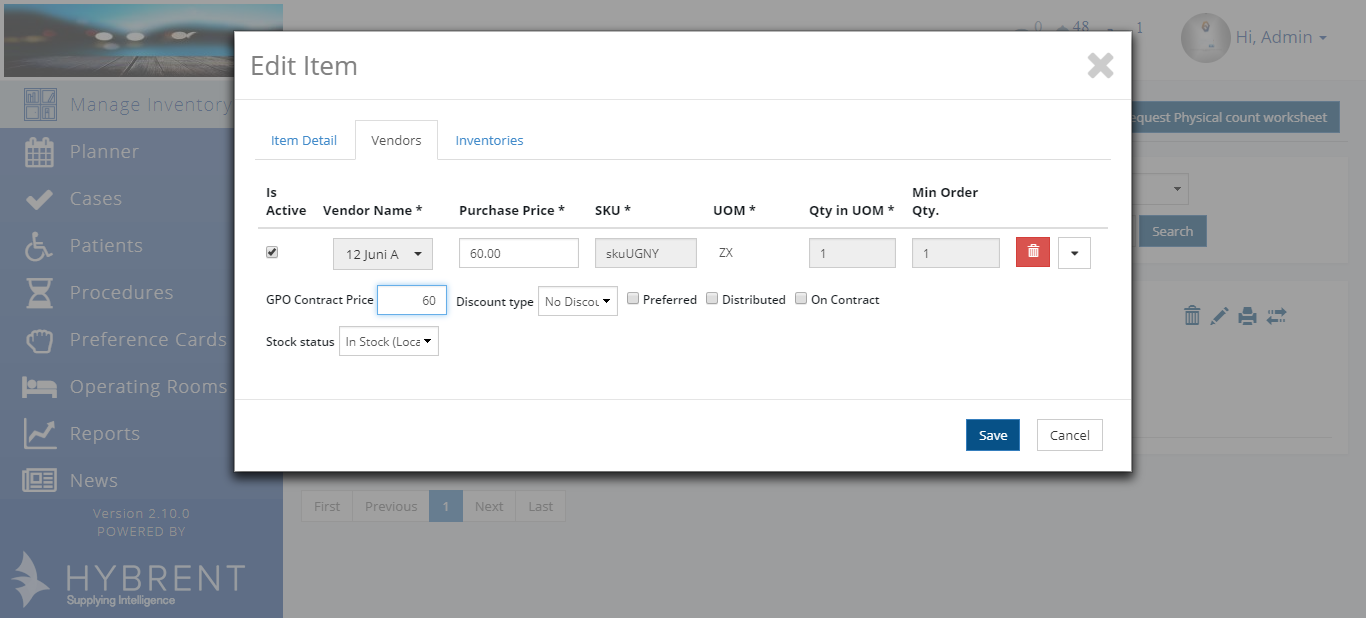 0 48 1
Hi, Admin
Edit Item
Manage Inventory
equest Physical count worksheet
Item Detail Vendors Inventories
Planner
Is Active Vendor Name * Purchase Price * SKU * UOM * Qty in UOM * Min Order Qty.
Cases
12 Juni A 60.00 skuUGNY ZX 1 1
Search
Patients
GPO Contract Price 60 Discount type No Discou Preferred Distributed On Contract
Procedures
Stock status In Stock (Loca
Preference Cards
Operating Rooms
Reports
Save Cancel
News
First Previous 1 Next Last
Version 2.10.0
POWERED BY
HYBRENT
Supplying Intelligence